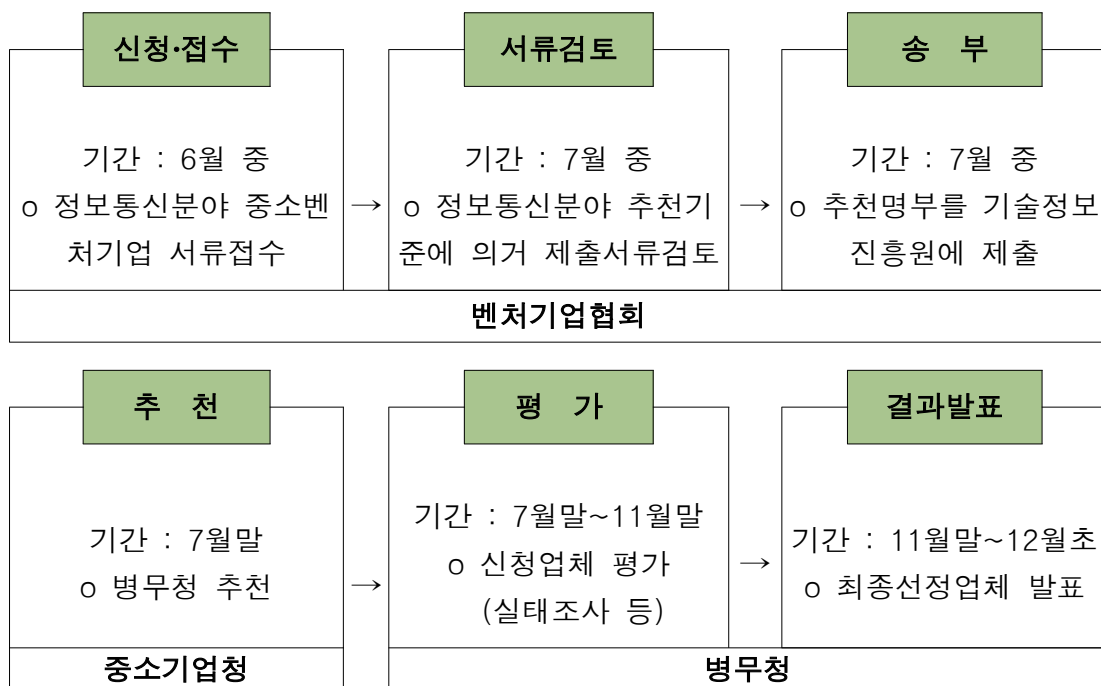 신청·접수
기간 : 6월 중
o 정보통신분야 중소벤
처기업 서류접수
→
서류검토
기간 : 7월 중
o 정보통신분야 추천기
준에 의거 제출서류검토
→
송 부
기간 : 7월 중
o 추천명부를 기술정보
진흥원에 제출
벤처기업협회
추 천
기간 : 7월말
o 병무청 추천
중소기업청
→
평 가
기간 : 7월말~11월말
o 신청업체 평가
(실태조사 등)
→
결과발표
기간 : 11월말~12월초
o 최종선정업체 발표
병무청